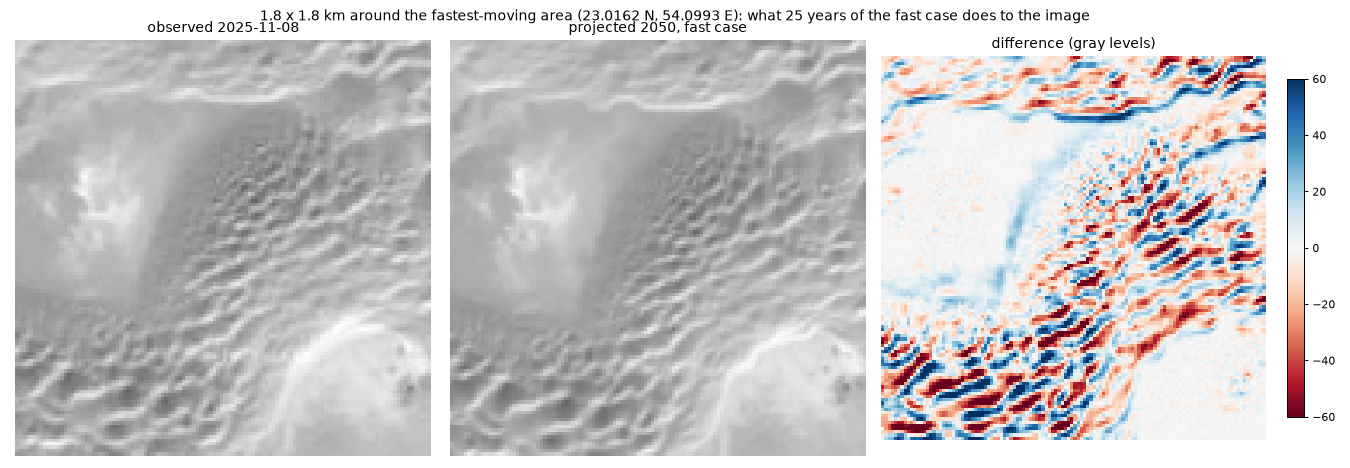 1.8 x 1.8 km around the fastest-moving area (23.0162 N, 54.0993 E): what 25 years of the fast case does to the image
observed 2025-11-08
projected 2050, fast case
difference (gray levels)
60
40
20
0
−20
−40
−60